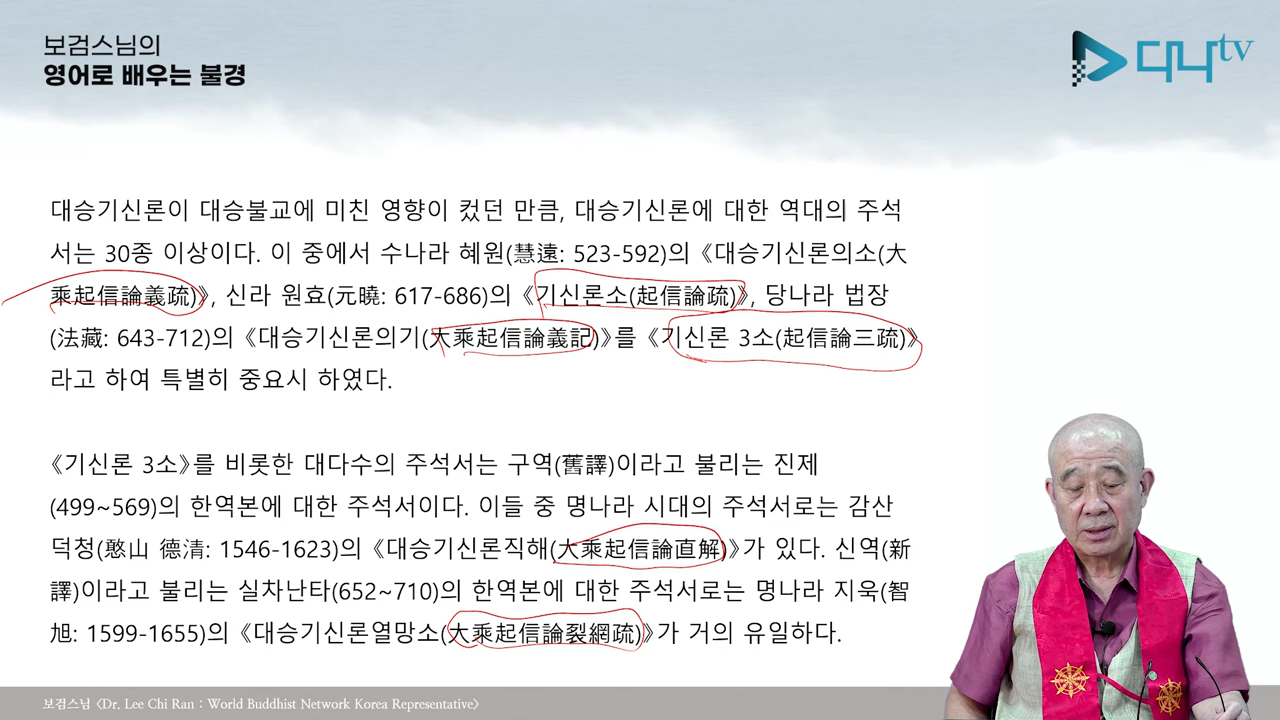 보검스님의
영어로 배우는 불경
디나tv
대승기신론이 대승불교에 미친 영향이 컸던 만큼, 대승기신론에 대한 역대의 주석
서는 30종 이상이다. 이 중에서 수나라 혜원(慧遠: 523-592)의 《대승기신론의소(大
乘起信論義疏)》, 신라 원효(元曉: 617-686)의 《기신론소(起信論疏)》, 당나라 법장
(法藏: 643-712)의 《대승기신론의기(大乘起信論義記)》를 《기신론 3소(起信論三疏)》
라고 하여 특별히 중요시 하였다.
《기신론 3소》를 비롯한 대다수의 주석서는 구역(舊譯)이라고 불리는 진제
(499~569)의 한역본에 대한 주석서이다. 이들 중 명나라 시대의 주석서로는 감산
덕청(憨山 德清: 1546-1623)의 《대승기신론직해(大乘起信論直解)》가 있다. 신역(新
譯)이라고 불리는 실차난타(652~710)의 한역본에 대한 주석서로는 명나라 지욱(智
旭: 1599-1655)의 《대승기신론열망소(大乘起信論裂網疏)》가 거의 유일하다.
보검스님 <Dr. Lee Chi Ran : World Buddhist Network Korea Representative>